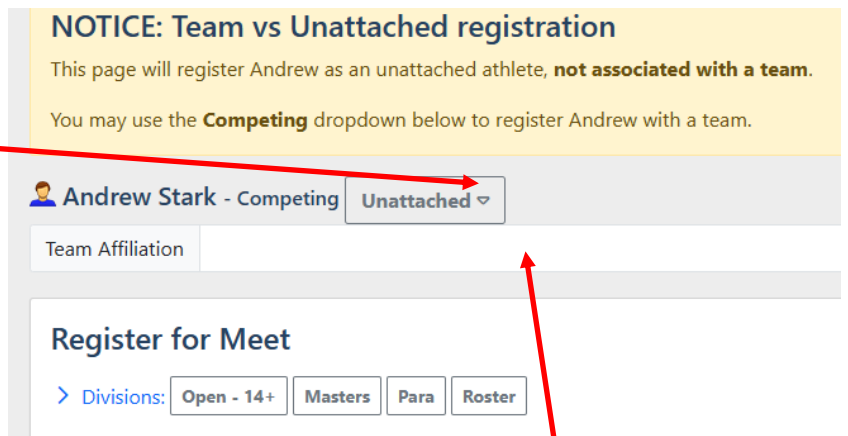 NOTICE: Team vs Unattached registration
This page will register Andrew as an unattached athlete, not associated with a team.
You may use the Competing dropdown below to register Andrew with a team.
Andrew Stark - Competing Unattached
Team Affiliation
Register for Meet
Divisions: Open - 14+ Masters Para Roster